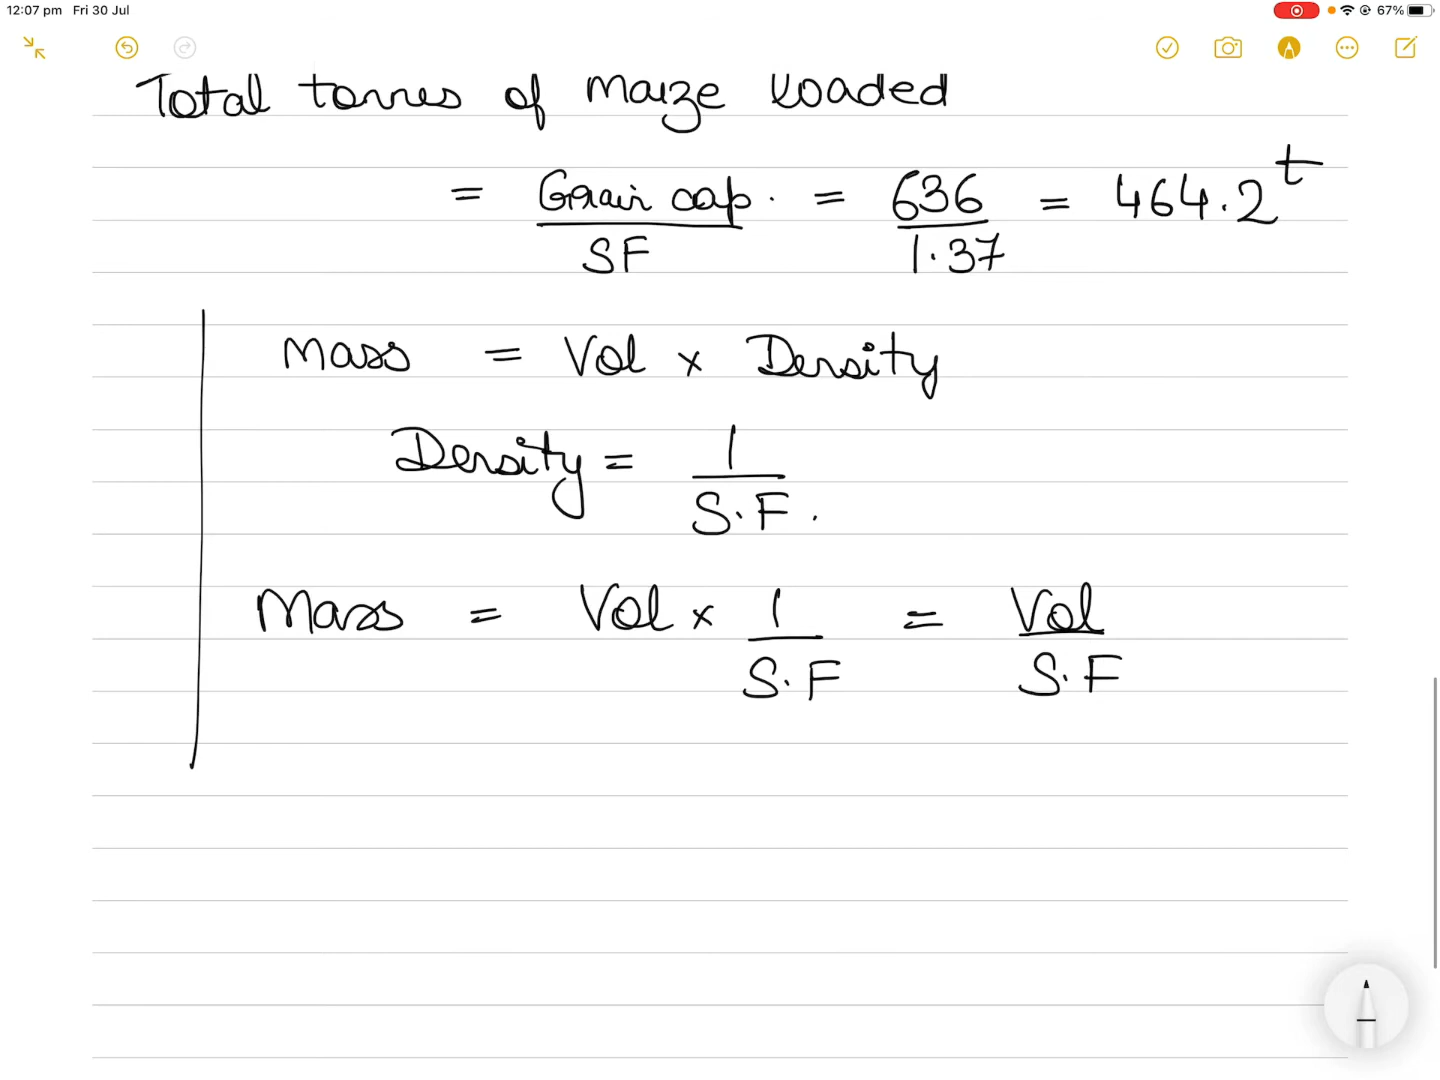 12:07 pm Fri 30 Jul 67%
Total tonnes of maize loaded
= Grain cap. / SF = 636 / 1.37 = 464.2 t
Mass = Vol x Density
Density = 1 / S.F.
Mass = Vol x 1 / S.F = Vol / S.F